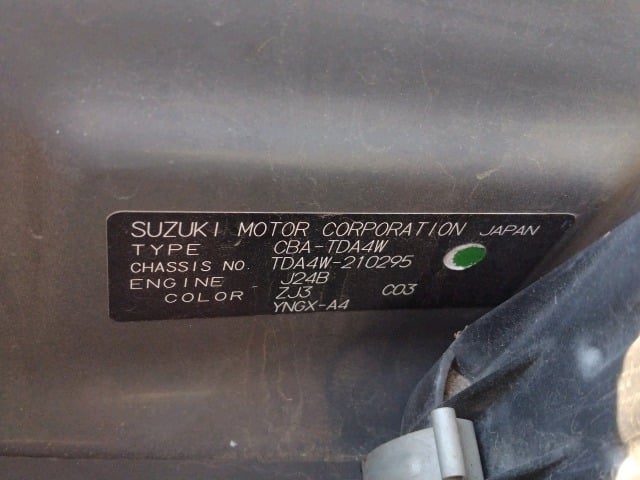 SUZUKI MOTOR CORPORATION JAPAN
TYPE CBA-TDA4W
CHASSIS NO. TDA4W-210295
ENGINE J24B
COLOR ZJ3 C03
YNGX-A4